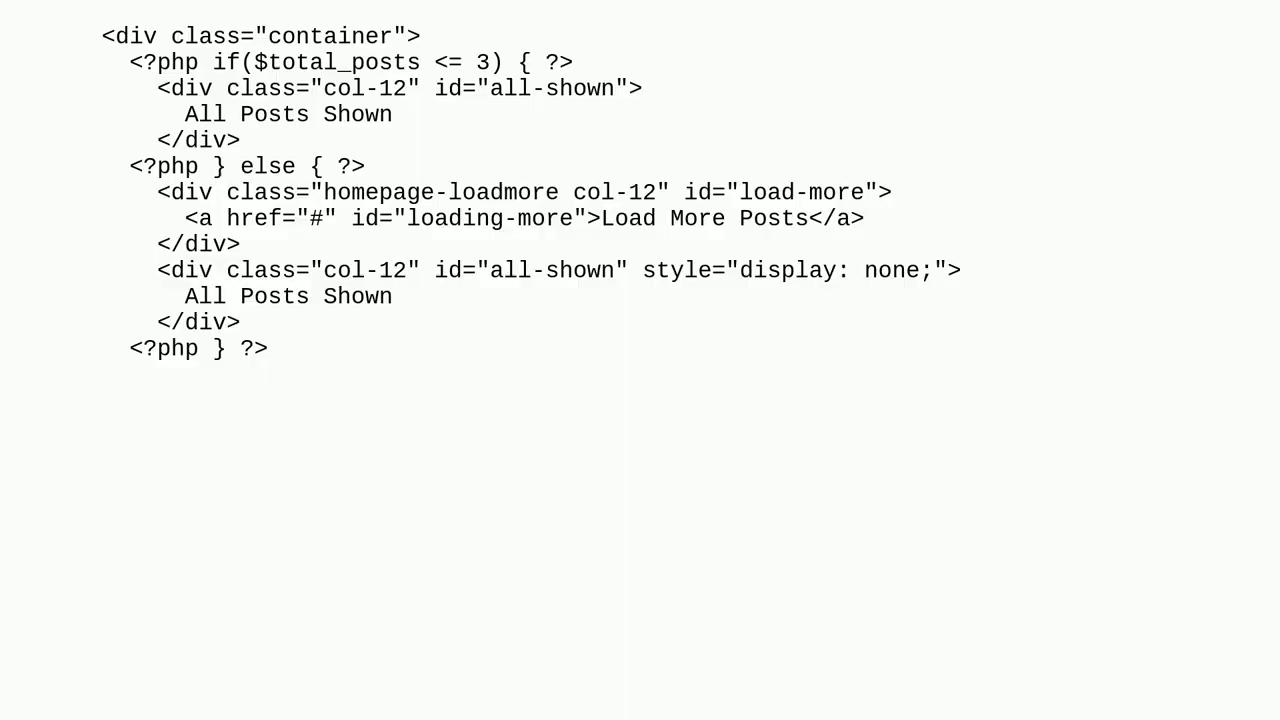 <div class="container">
<?php if($total_posts <= 3) { ?>
<div class="col-12" id="all-shown">
All Posts Shown
</div>
<?php } else { ?>
<div class="homepage-loadmore col-12" id="load-more">
<a href="#" id="loading-more">Load More Posts</a>
</div>
<div class="col-12" id="all-shown" style="display: none;">
All Posts Shown
</div>
<?php } ?>